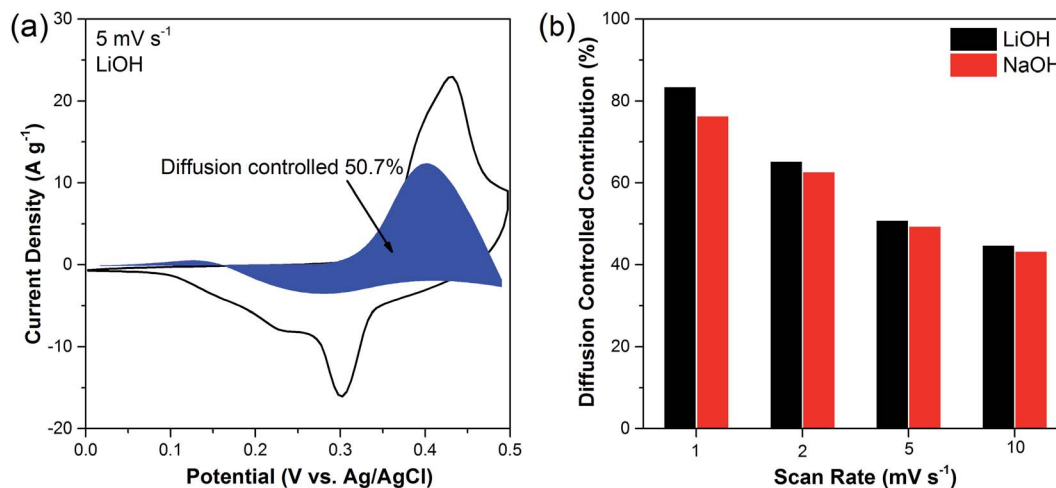 (a)
5 mV s⁻¹
LiOH
Diffusion controlled 50.7%
Current Density (A g⁻¹)
30
20
10
0
-10
-20
0.0 0.1 0.2 0.3 0.4 0.5
Potential (V vs. Ag/AgCl)
(b)
LiOH
NaOH
Diffusion Controlled Contribution (%)
100
80
60
40
20
0
1 2 5 10
Scan Rate (mV s⁻¹)